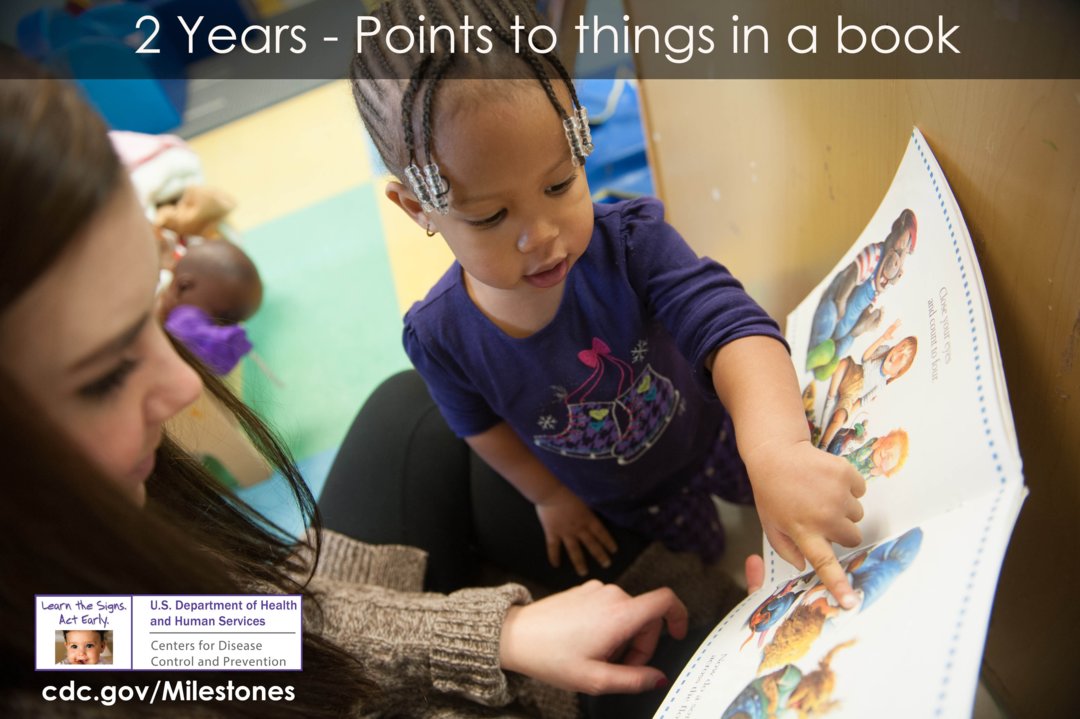 2 Years - Points to things in a book
Close your eyes
and count to four
Learn the Signs.
Act Early.
U.S. Department of Health
and Human Services
Centers for Disease
Control and Prevention
cdc.gov/Milestones